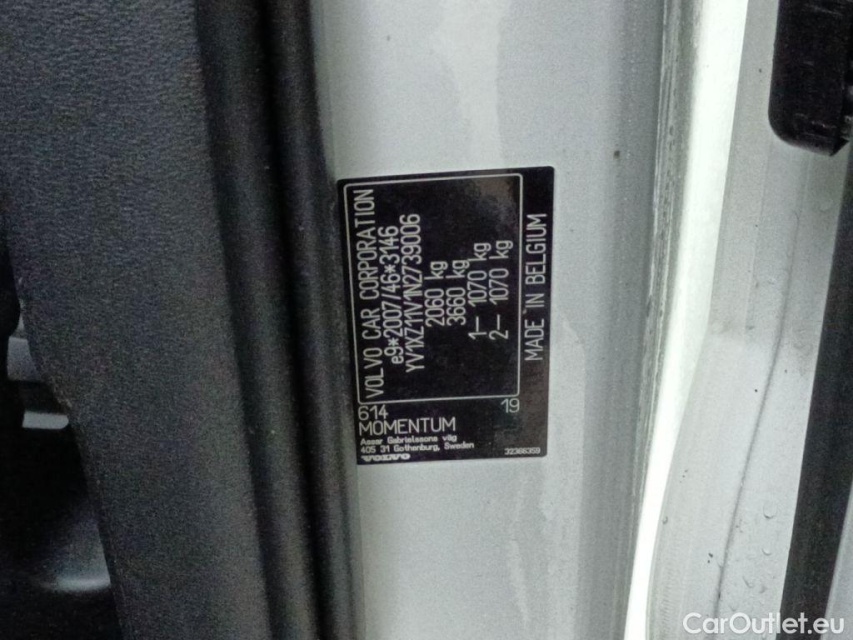 VOLVO CAR CORPORATION
e9*2007/46*3146
YV1XZ11V1N2739006
2060 kg
3660 kg
1– 1070 kg
2– 1070 kg
MADE IN BELGIUM
614 19
MOMENTUM
Assar Gabrielssons väg
405 31 Gothenburg, Sweden
VOLVO 32366359
CarOutlet.eu